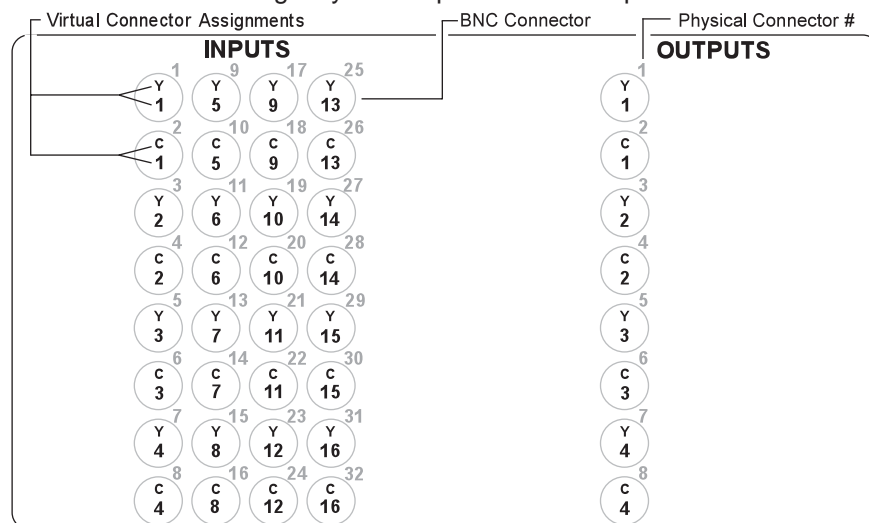 Virtual Connector Assignments BNC Connector Physical Connector #
INPUTS OUTPUTS
1 9 17 25 1
Y Y Y Y Y
1 5 9 13 1
2 10 18 26 2
C C C C C
1 5 9 13 1
3 11 19 27 3
Y Y Y Y Y
2 6 10 14 2
4 12 20 28 4
C C C C C
2 6 10 14 2
5 13 21 29 5
Y Y Y Y Y
3 7 11 15 3
6 14 22 30 6
C C C C C
3 7 11 15 3
7 15 23 31 7
Y Y Y Y Y
4 8 12 16 4
8 16 24 32 8
C C C C C
4 8 12 16 4